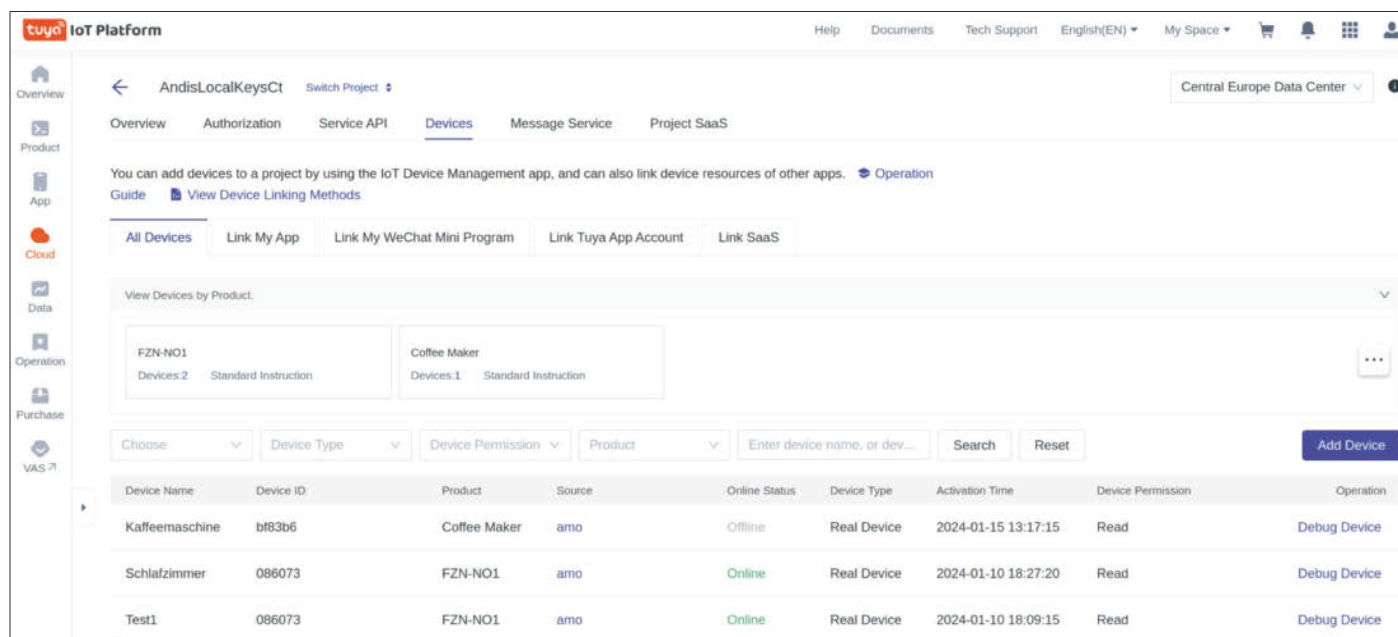 tuya IoT Platform Help Documents Tech Support English(EN) My Space
Overview
Product
App
Cloud
Data
Operation
Purchase
VAS
AndisLocalKeysCt Switch Project Central Europe Data Center
Overview Authorization Service API Devices Message Service Project SaaS
You can add devices to a project by using the IoT Device Management app, and can also link device resources of other apps. Operation
Guide View Device Linking Methods
All Devices Link My App Link My WeChat Mini Program Link Tuya App Account Link SaaS
View Devices by Product.
FZN-NO1
Devices:2 Standard Instruction
Coffee Maker
Devices:1 Standard Instruction
Choose Device Type Device Permission Product Enter device name, or dev... Search Reset Add Device
Device Name Device ID Product Source Online Status Device Type Activation Time Device Permission Operation
Kaffeemaschine bf83b6 Coffee Maker amo Offline Real Device 2024-01-15 13:17:15 Read Debug Device
Schlafzimmer 086073 FZN-NO1 amo Online Real Device 2024-01-10 18:27:20 Read Debug Device
Test1 086073 FZN-NO1 amo Online Real Device 2024-01-10 18:09:15 Read Debug Device